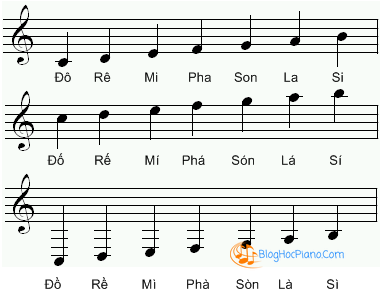 Đô Rê Mi Pha Son La Si
Đố Rế Mí Phá Són Lá Sí
BlogHocPiano.Com
Đồ Rề Mì Phà Sòn Là Sì